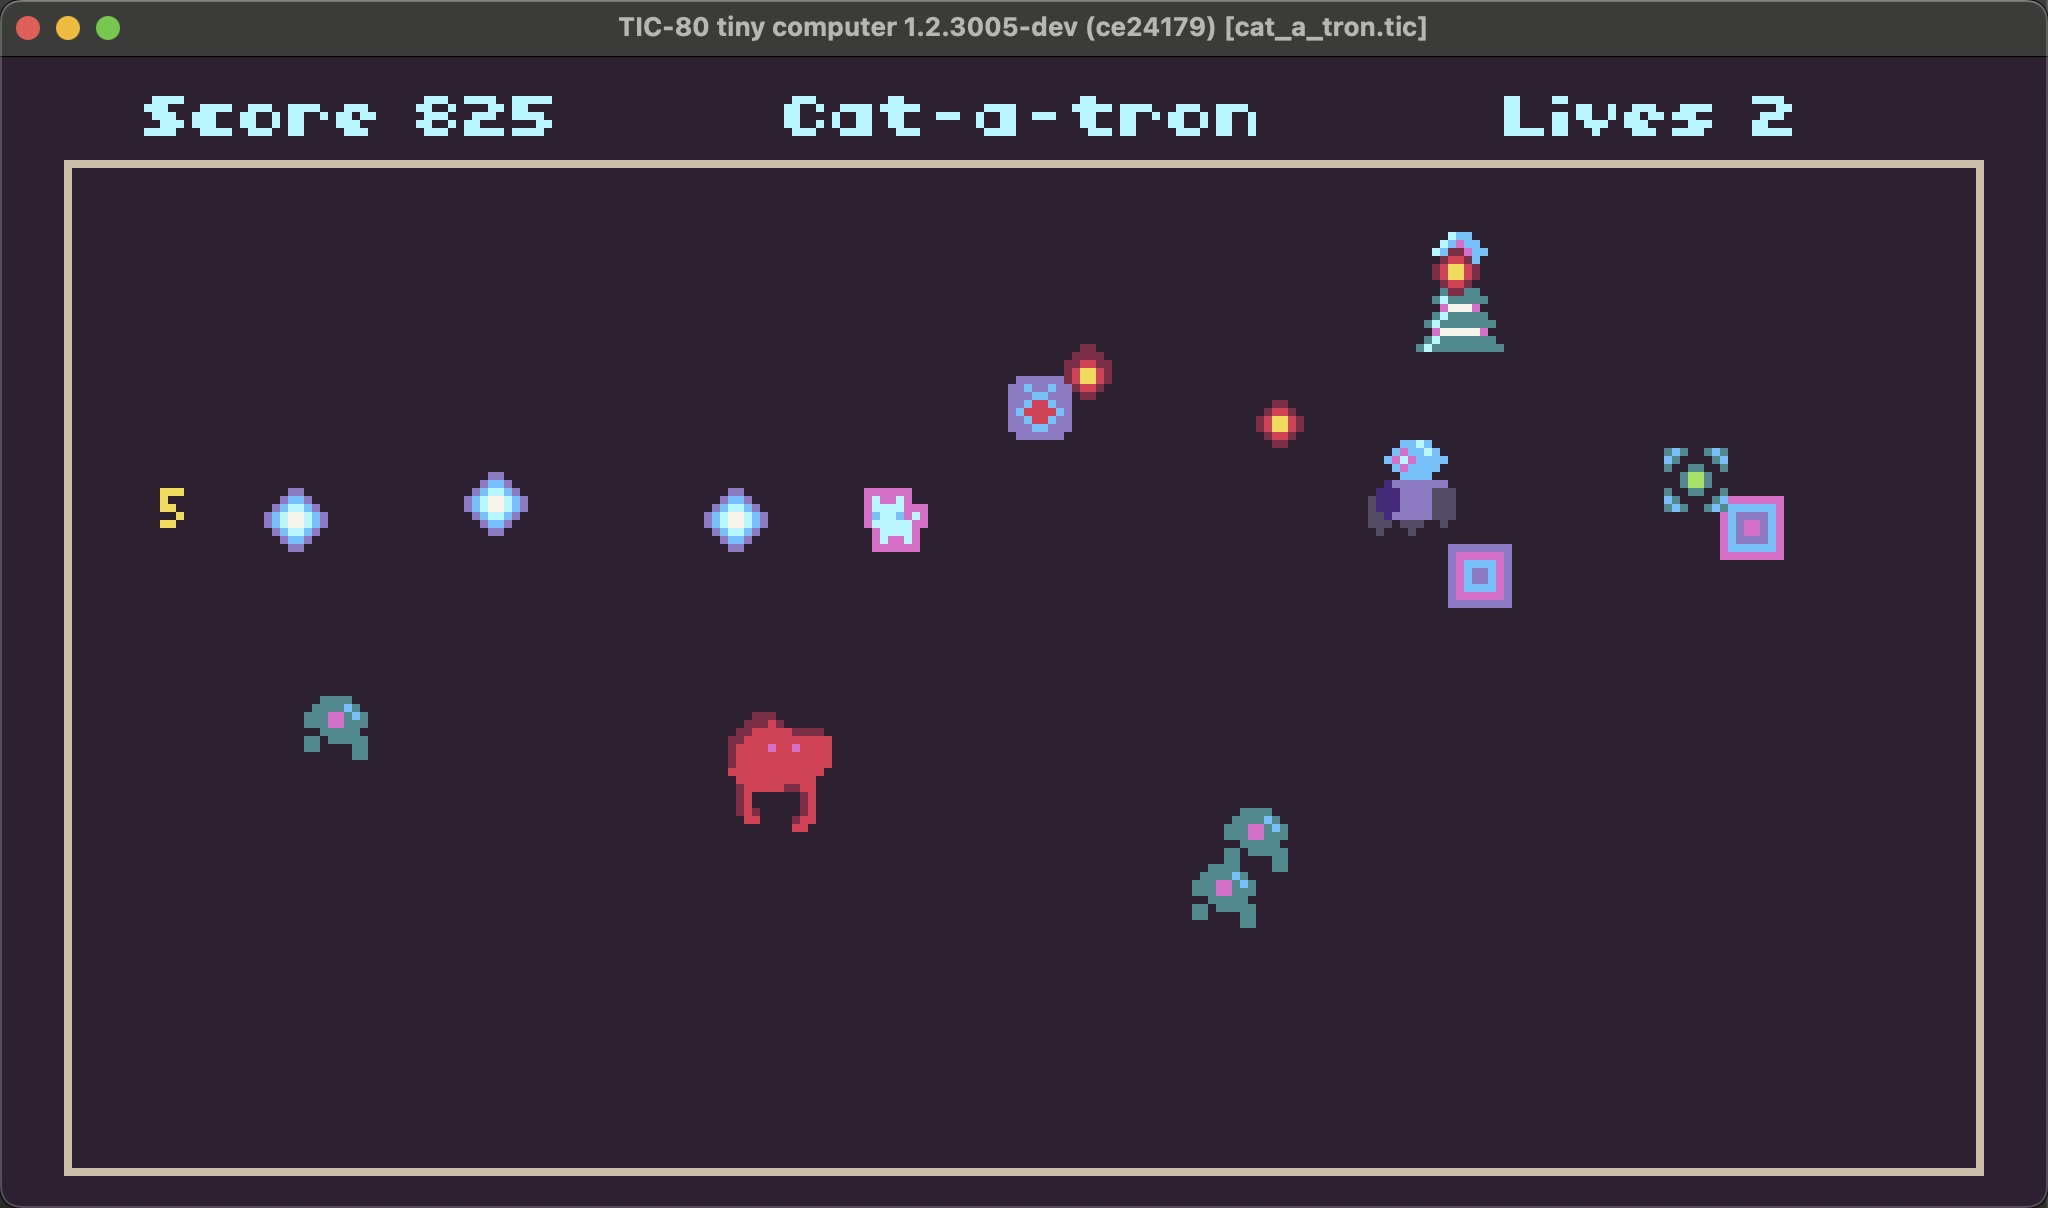 TIC-80 tiny computer 1.2.3005-dev (ce24179) [cat_a_tron.tic]
Score 825 Cat-a-tron Lives 2
5